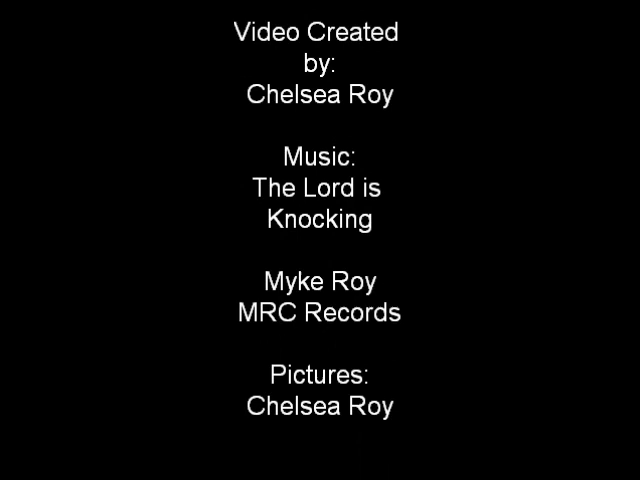 Video Created
by:
Chelsea Roy
Music:
The Lord is
Knocking
Myke Roy
MRC Records
Pictures:
Chelsea Roy